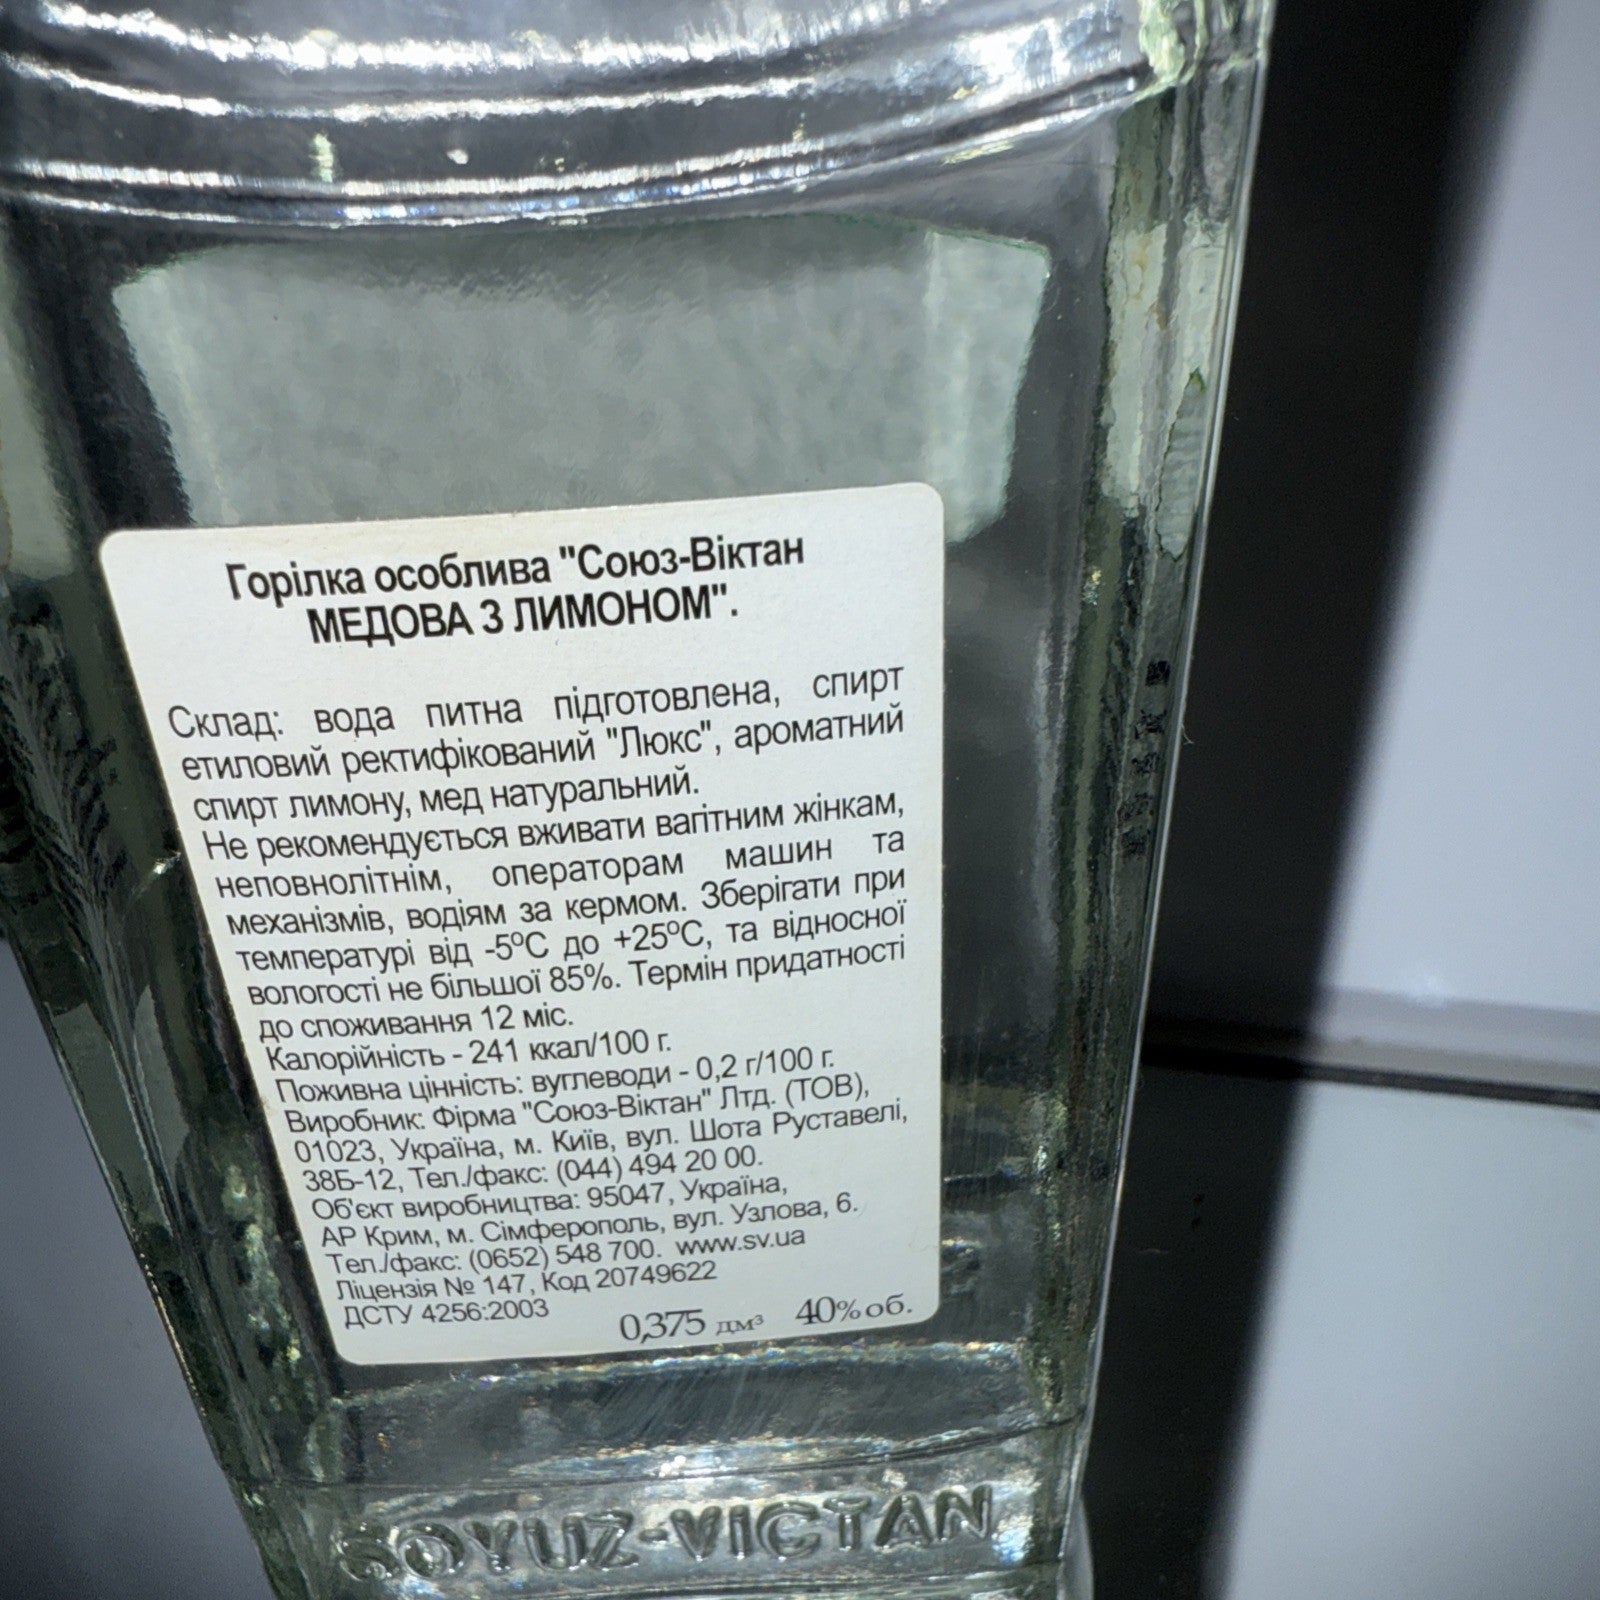 Горілка особлива "Союз-Віктан
МЕДОВА З ЛИМОНОМ".
Склад: вода питна підготовлена, спирт
етиловий ректифікований "Люкс", ароматний
спирт лимону, мед натуральний.
Не рекомендується вживати вагітним жінкам,
неповнолітнім, операторам машин та
механізмів, водіям за кермом. Зберігати при
температурі від -5ºС до +25ºС, та відносної
вологості не більшої 85%. Термін придатності
до споживання 12 міс.
Калорійність - 241 ккал/100 г.
Поживна цінність: вуглеводи - 0,2 г/100 г.
Виробник: Фірма "Союз-Віктан" Лтд. (ТОВ),
01023, Україна, м. Київ, вул. Шота Руставелі,
38Б-12, Тел./факс: (044) 494 20 00.
Об'єкт виробництва: 95047, Україна,
АР Крим, м. Сімферополь, вул. Узлова, 6.
Тел./факс: (0652) 548 700. www.sv.ua
Ліцензія № 147, Код 20749622
ДСТУ 4256:2003
0,375 дм³ 40%об.
SOYUZ-VICTAN